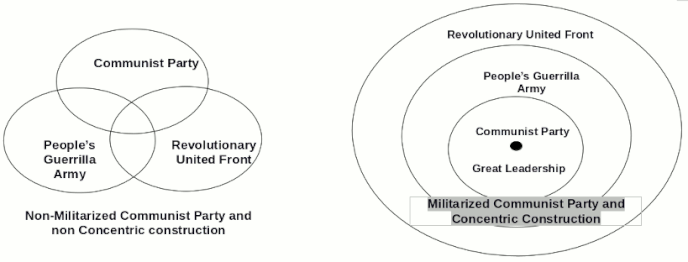 Communist Party
People's
Guerrilla
Army
Revolutionary
United Front
Non-Militarized Communist Party and
non Concentric construction
Revolutionary United Front
People's Guerrilla
Army
Communist Party
Great Leadership
Militarized Communist Party and
Concentric Construction